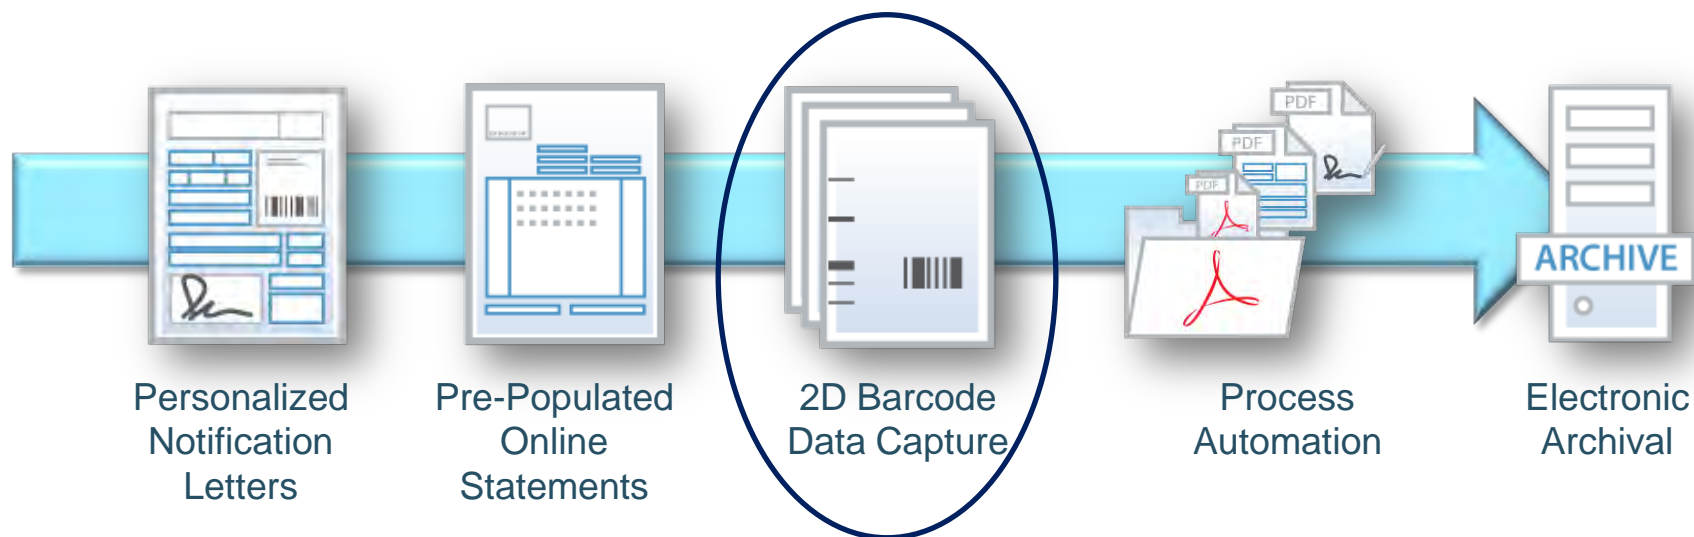 PDF
PDF
PDF
ARCHIVE
Personalized
Notification
Letters
Pre-Populated
Online
Statements
2D Barcode
Data Capture
Process
Automation
Electronic
Archival